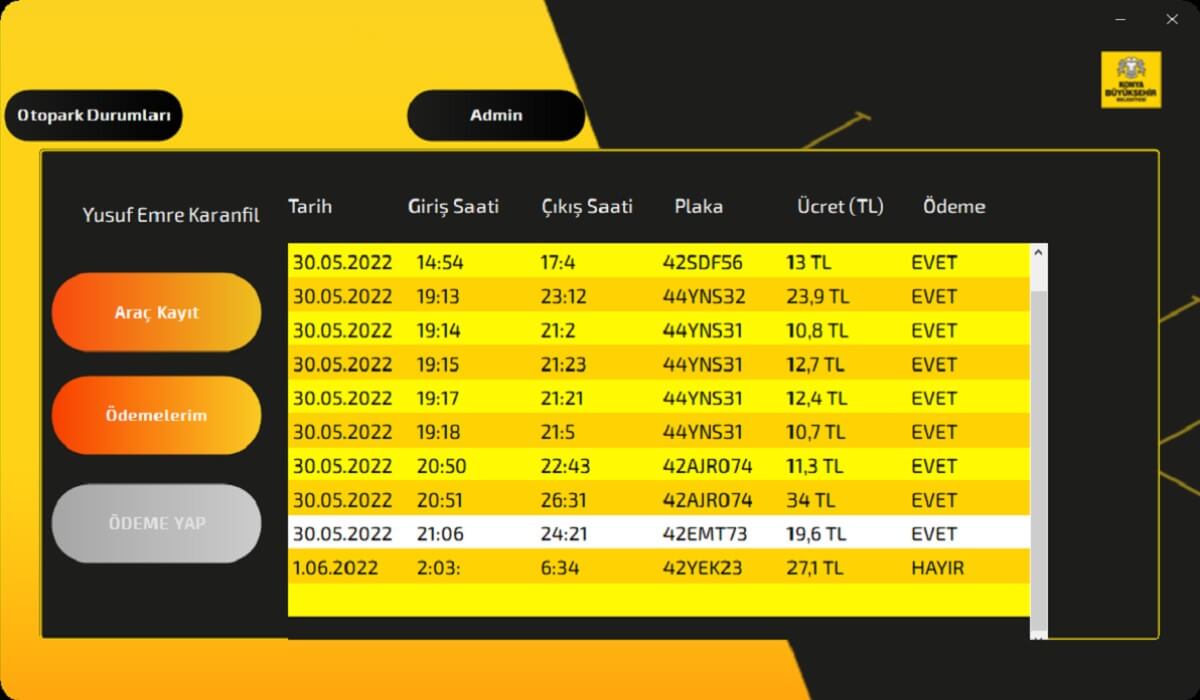 KONYA
BÜYÜKŞEHİR
BELEDİYESİ
Otopark Durumları
Admin
Yusuf Emre Karanfil
Tarih Giriş Saati Çıkış Saati Plaka Ücret (TL) Ödeme
30.05.2022 14:54 17:4 42SDF56 13 TL EVET
30.05.2022 19:13 23:12 44YNS32 23,9 TL EVET
30.05.2022 19:14 21:2 44YNS31 10,8 TL EVET
30.05.2022 19:15 21:23 44YNS31 12,7 TL EVET
30.05.2022 19:17 21:21 44YNS31 12,4 TL EVET
30.05.2022 19:18 21:5 44YNS31 10,7 TL EVET
30.05.2022 20:50 22:43 42AJR074 11,3 TL EVET
30.05.2022 20:51 26:31 42AJR074 34 TL EVET
30.05.2022 21:06 24:21 42EMT73 19,6 TL EVET
1.06.2022 2:03: 6:34 42YEK23 27,1 TL HAYIR
Araç Kayıt
Ödemelerim
ÖDEME YAP